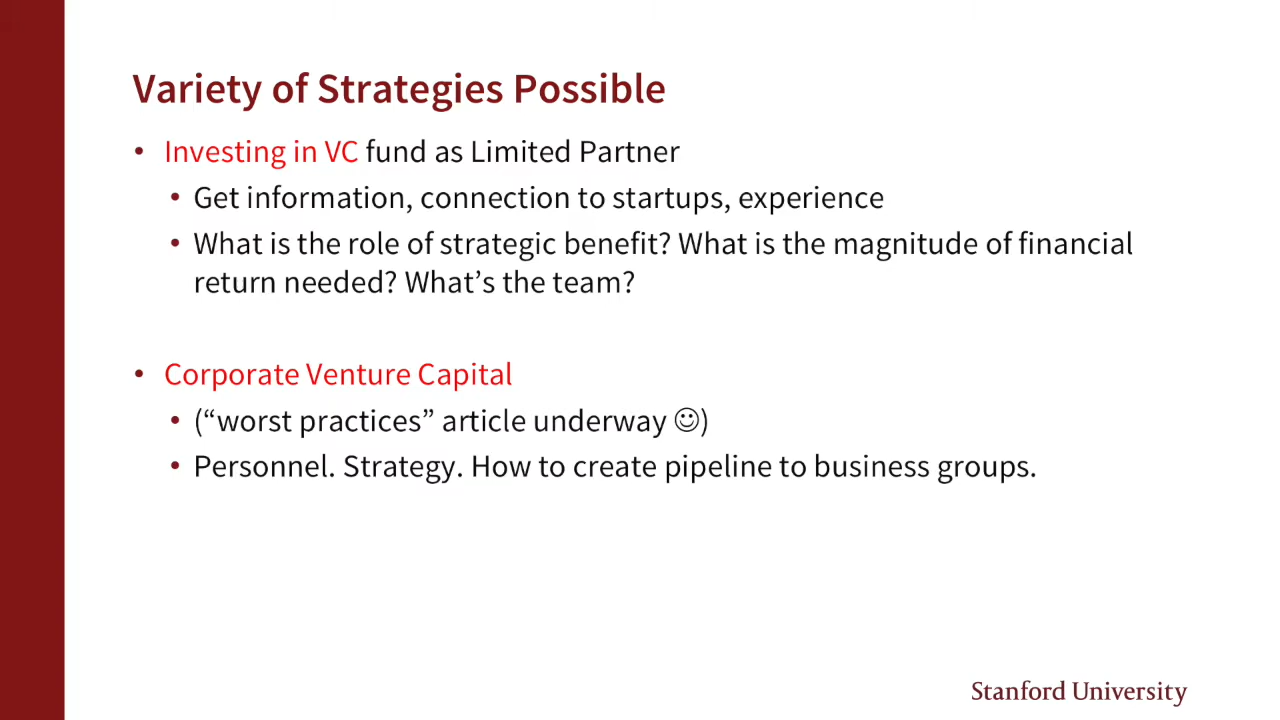 Variety of Strategies Possible
• Investing in VC fund as Limited Partner
• Get information, connection to startups, experience
• What is the role of strategic benefit? What is the magnitude of financial
return needed? What’s the team?
• Corporate Venture Capital
• (“worst practices” article underway ☺)
• Personnel. Strategy. How to create pipeline to business groups.
Stanford University